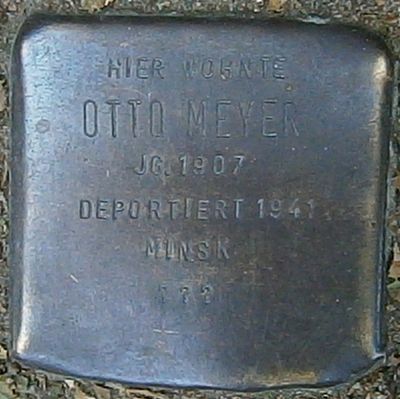 HIER WOHNTE
OTTO MEYER
JG. 1907
DEPORTIERT 1941
MINSK
???